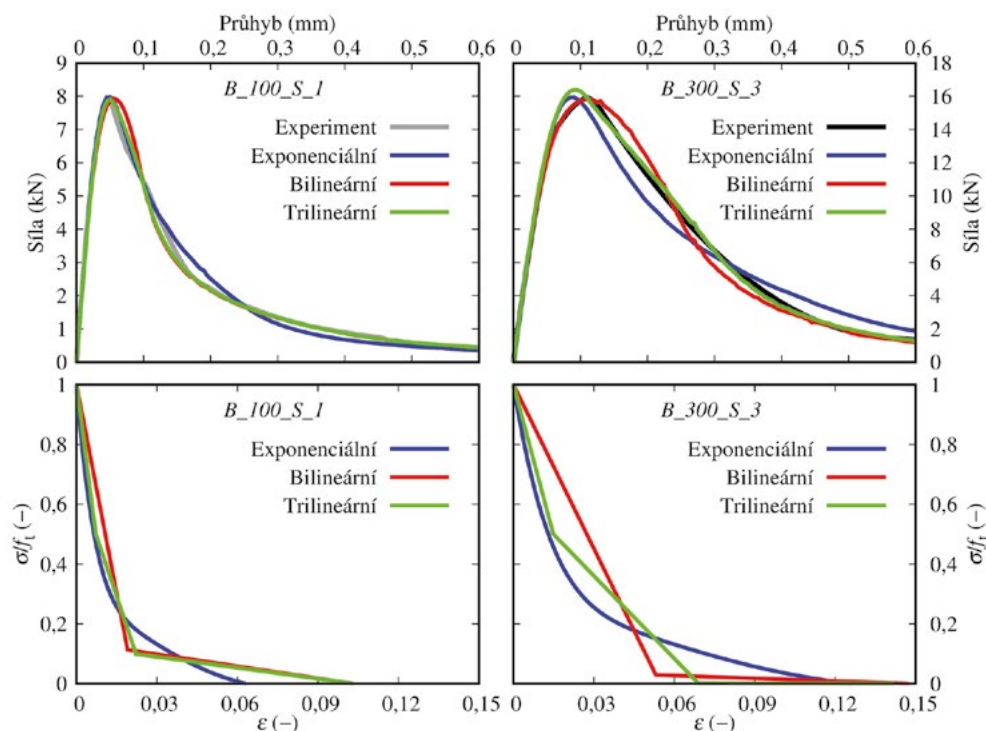 Průhyb (mm)
0 0,1 0,2 0,3 0,4 0,5 0,6
9
8
7
6
5
4
3
2
1
0
Síla (kN)
B_100_S_1
Experiment
Exponenciální
Bilineární
Trilineární
Průhyb (mm)
0 0,1 0,2 0,3 0,4 0,5 0,6
B_300_S_3
Experiment
Exponenciální
Bilineární
Trilineární
18
16
14
12
10
8
6
4
2
0
Síla (kN)
1
0,8
0,6
0,4
0,2
0
σ/ft (–)
B_100_S_1
Exponenciální
Bilineární
Trilineární
0 0,03 0,06 0,09 0,12
ε (–)
B_300_S_3
Exponenciální
Bilineární
Trilineární
1
0,8
0,6
0,4
0,2
0
σ/ft (–)
0 0,03 0,06 0,09 0,12 0,15
ε (–)